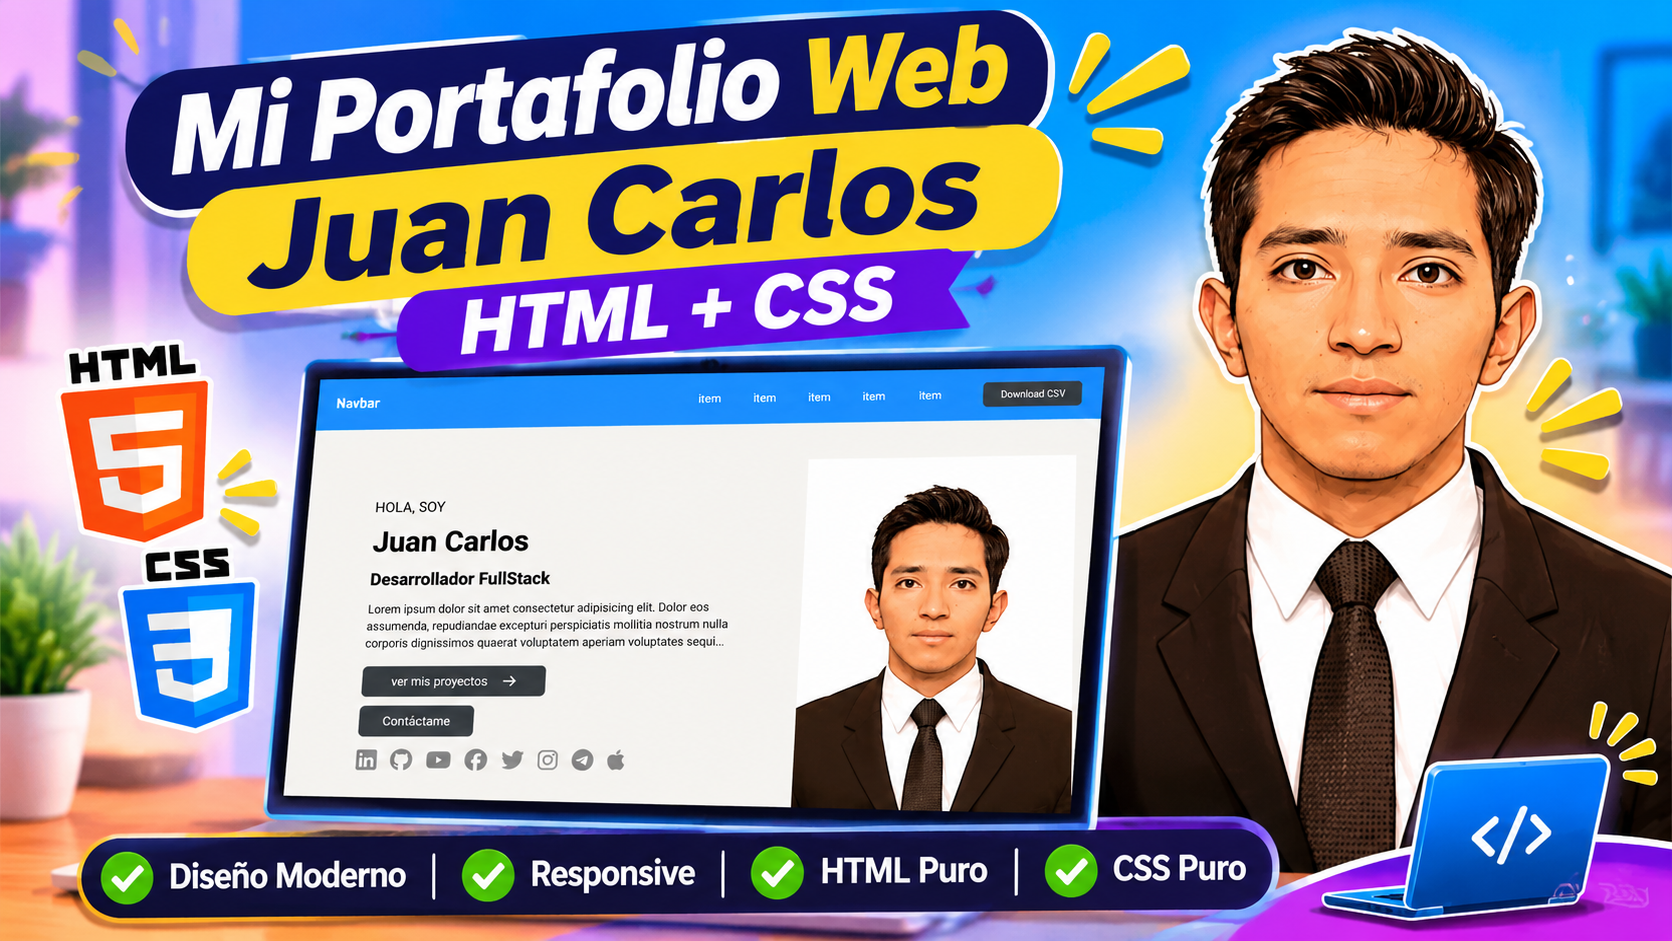 Mi Portafolio Web
Juan Carlos
HTML + CSS
HTML
5
CSS
3
Navbar
item item item item item
Download CSV
HOLA, SOY
Juan Carlos
Desarrollador FullStack
Lorem ipsum dolor sit amet consectetur adipisicing elit. Dolor eos
assumenda, repudiandae excepturi perspiciatis mollitia nostrum nulla
corporis dignissimos quaerat voluptatem aperiam voluptates sequi...
ver mis proyectos →
Contáctame
in
</>
Diseño Moderno | Responsive | HTML Puro | CSS Puro